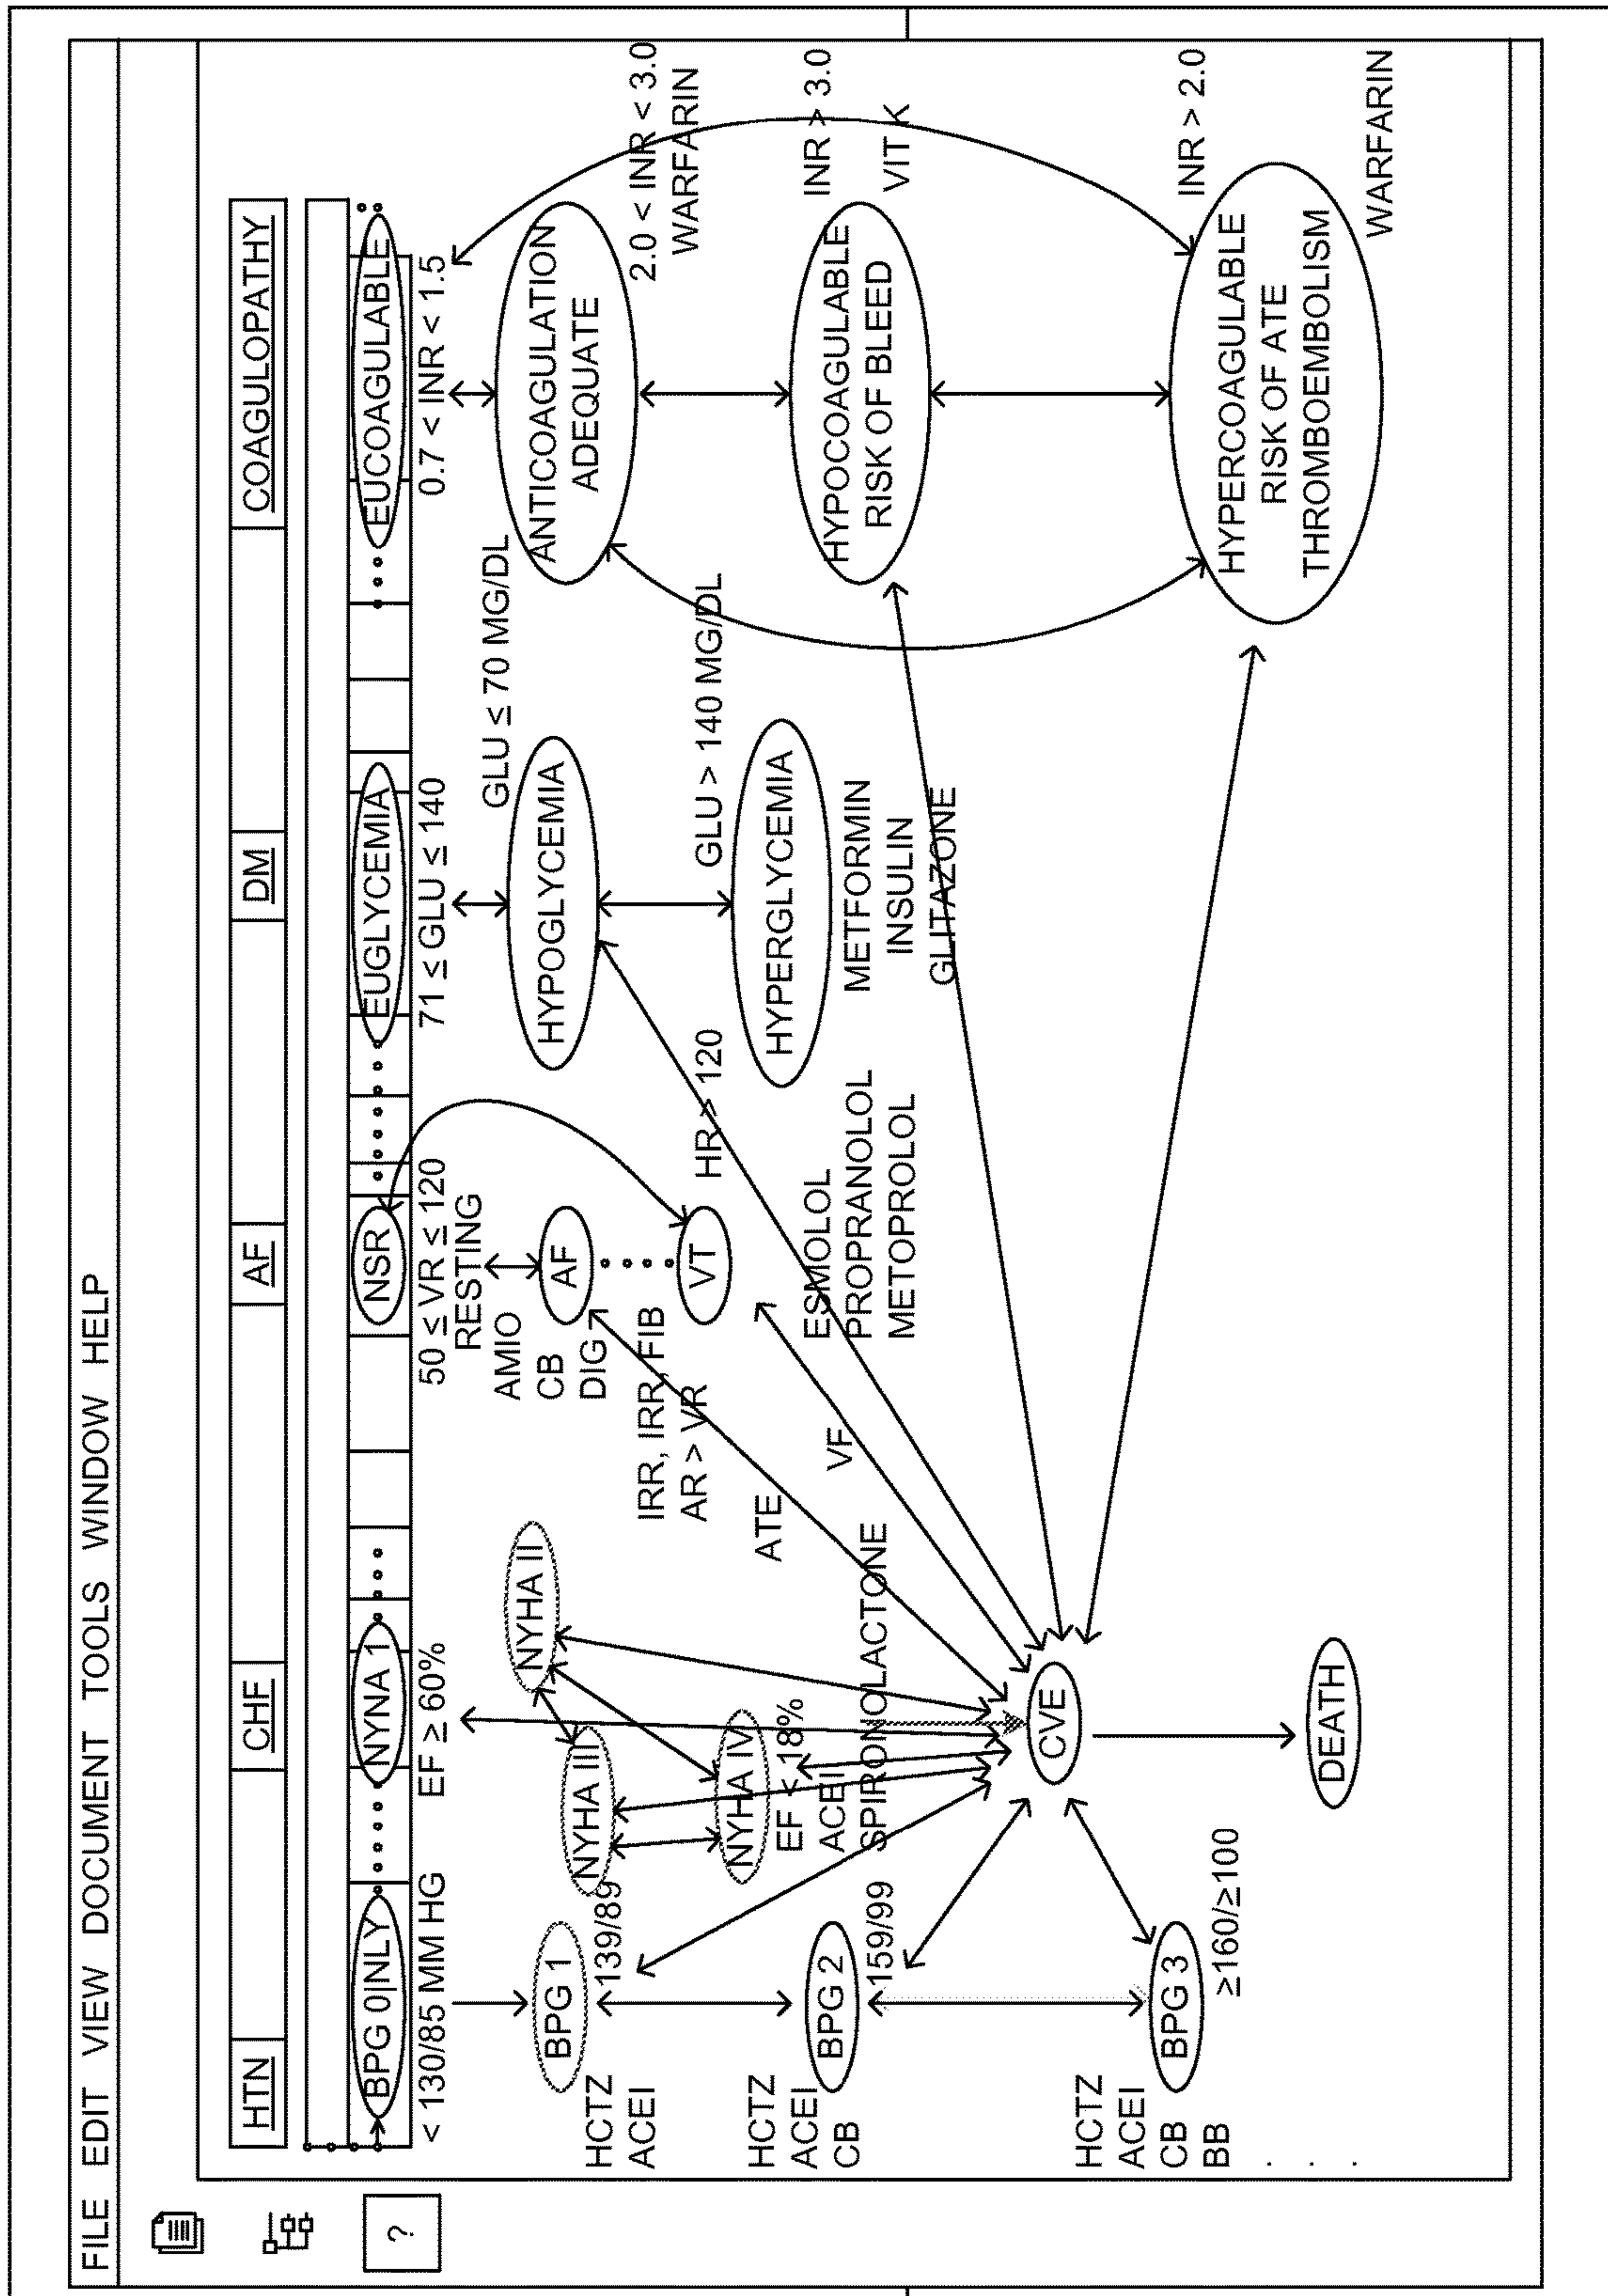 FILE EDIT VIEW DOCUMENT TOOLS WINDOW HELP
?
HTN
CHF
AF
DM
COAGULOPATHY
BPG 0|NLY
NYNA 1
NSR
EUGLYCEMIA
EUCOAGULABLE
< 130/85 MM HG
EF ≥ 60%
50 ≤ VR ≤ 120
RESTING
71 ≤ GLU ≤ 140
0.7 < INR < 1.5
BPG 1
139/89
HCTZ
ACEI
BPG 2
159/99
HCTZ
ACEI
CB
BPG 3
≥160/≥100
HCTZ
ACEI
CB
BB
NYHA II
NYHA III
NYHA IV
EF < 18%
ACEII
SPIRONOLACTONE
CVE
DEATH
AMIO
CB
DIG
AF
IRR, IRR, FIB
AR > VR
ATE
VT
VF
HR > 120
ESMOLOL
PROPRANOLOL
METOPROLOL
GLU ≤ 70 MG/DL
HYPOGLYCEMIA
GLU > 140 MG/DL
HYPERGLYCEMIA
METFORMIN
INSULIN
GLITAZONE
ANTICOAGULATION
ADEQUATE
2.0 < INR < 3.0
WARFARIN
HYPOCOAGULABLE
RISK OF BLEED
INR > 3.0
VIT K
HYPERCOAGULABLE
RISK OF ATE
THROMBOEMBOLISM
INR > 2.0
WARFARIN